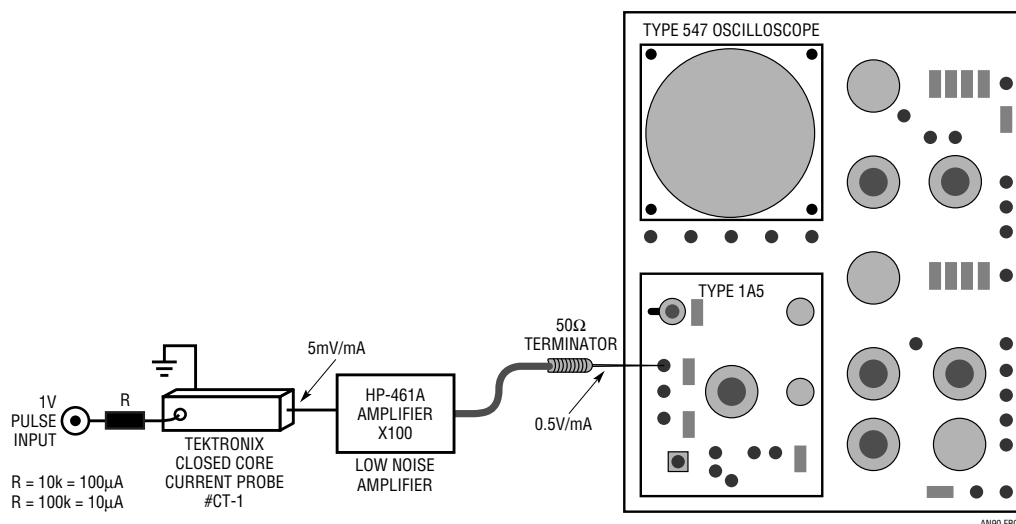 TYPE 547 OSCILLOSCOPE
TYPE 1A5
50Ω
TERMINATOR
5mV/mA
0.5V/mA
1V
PULSE
INPUT
R
HP-461A
AMPLIFIER
X100
TEKTRONIX
CLOSED CORE
CURRENT PROBE
#CT-1
LOW NOISE
AMPLIFIER
R = 10k = 100µA
R = 100k = 10µA